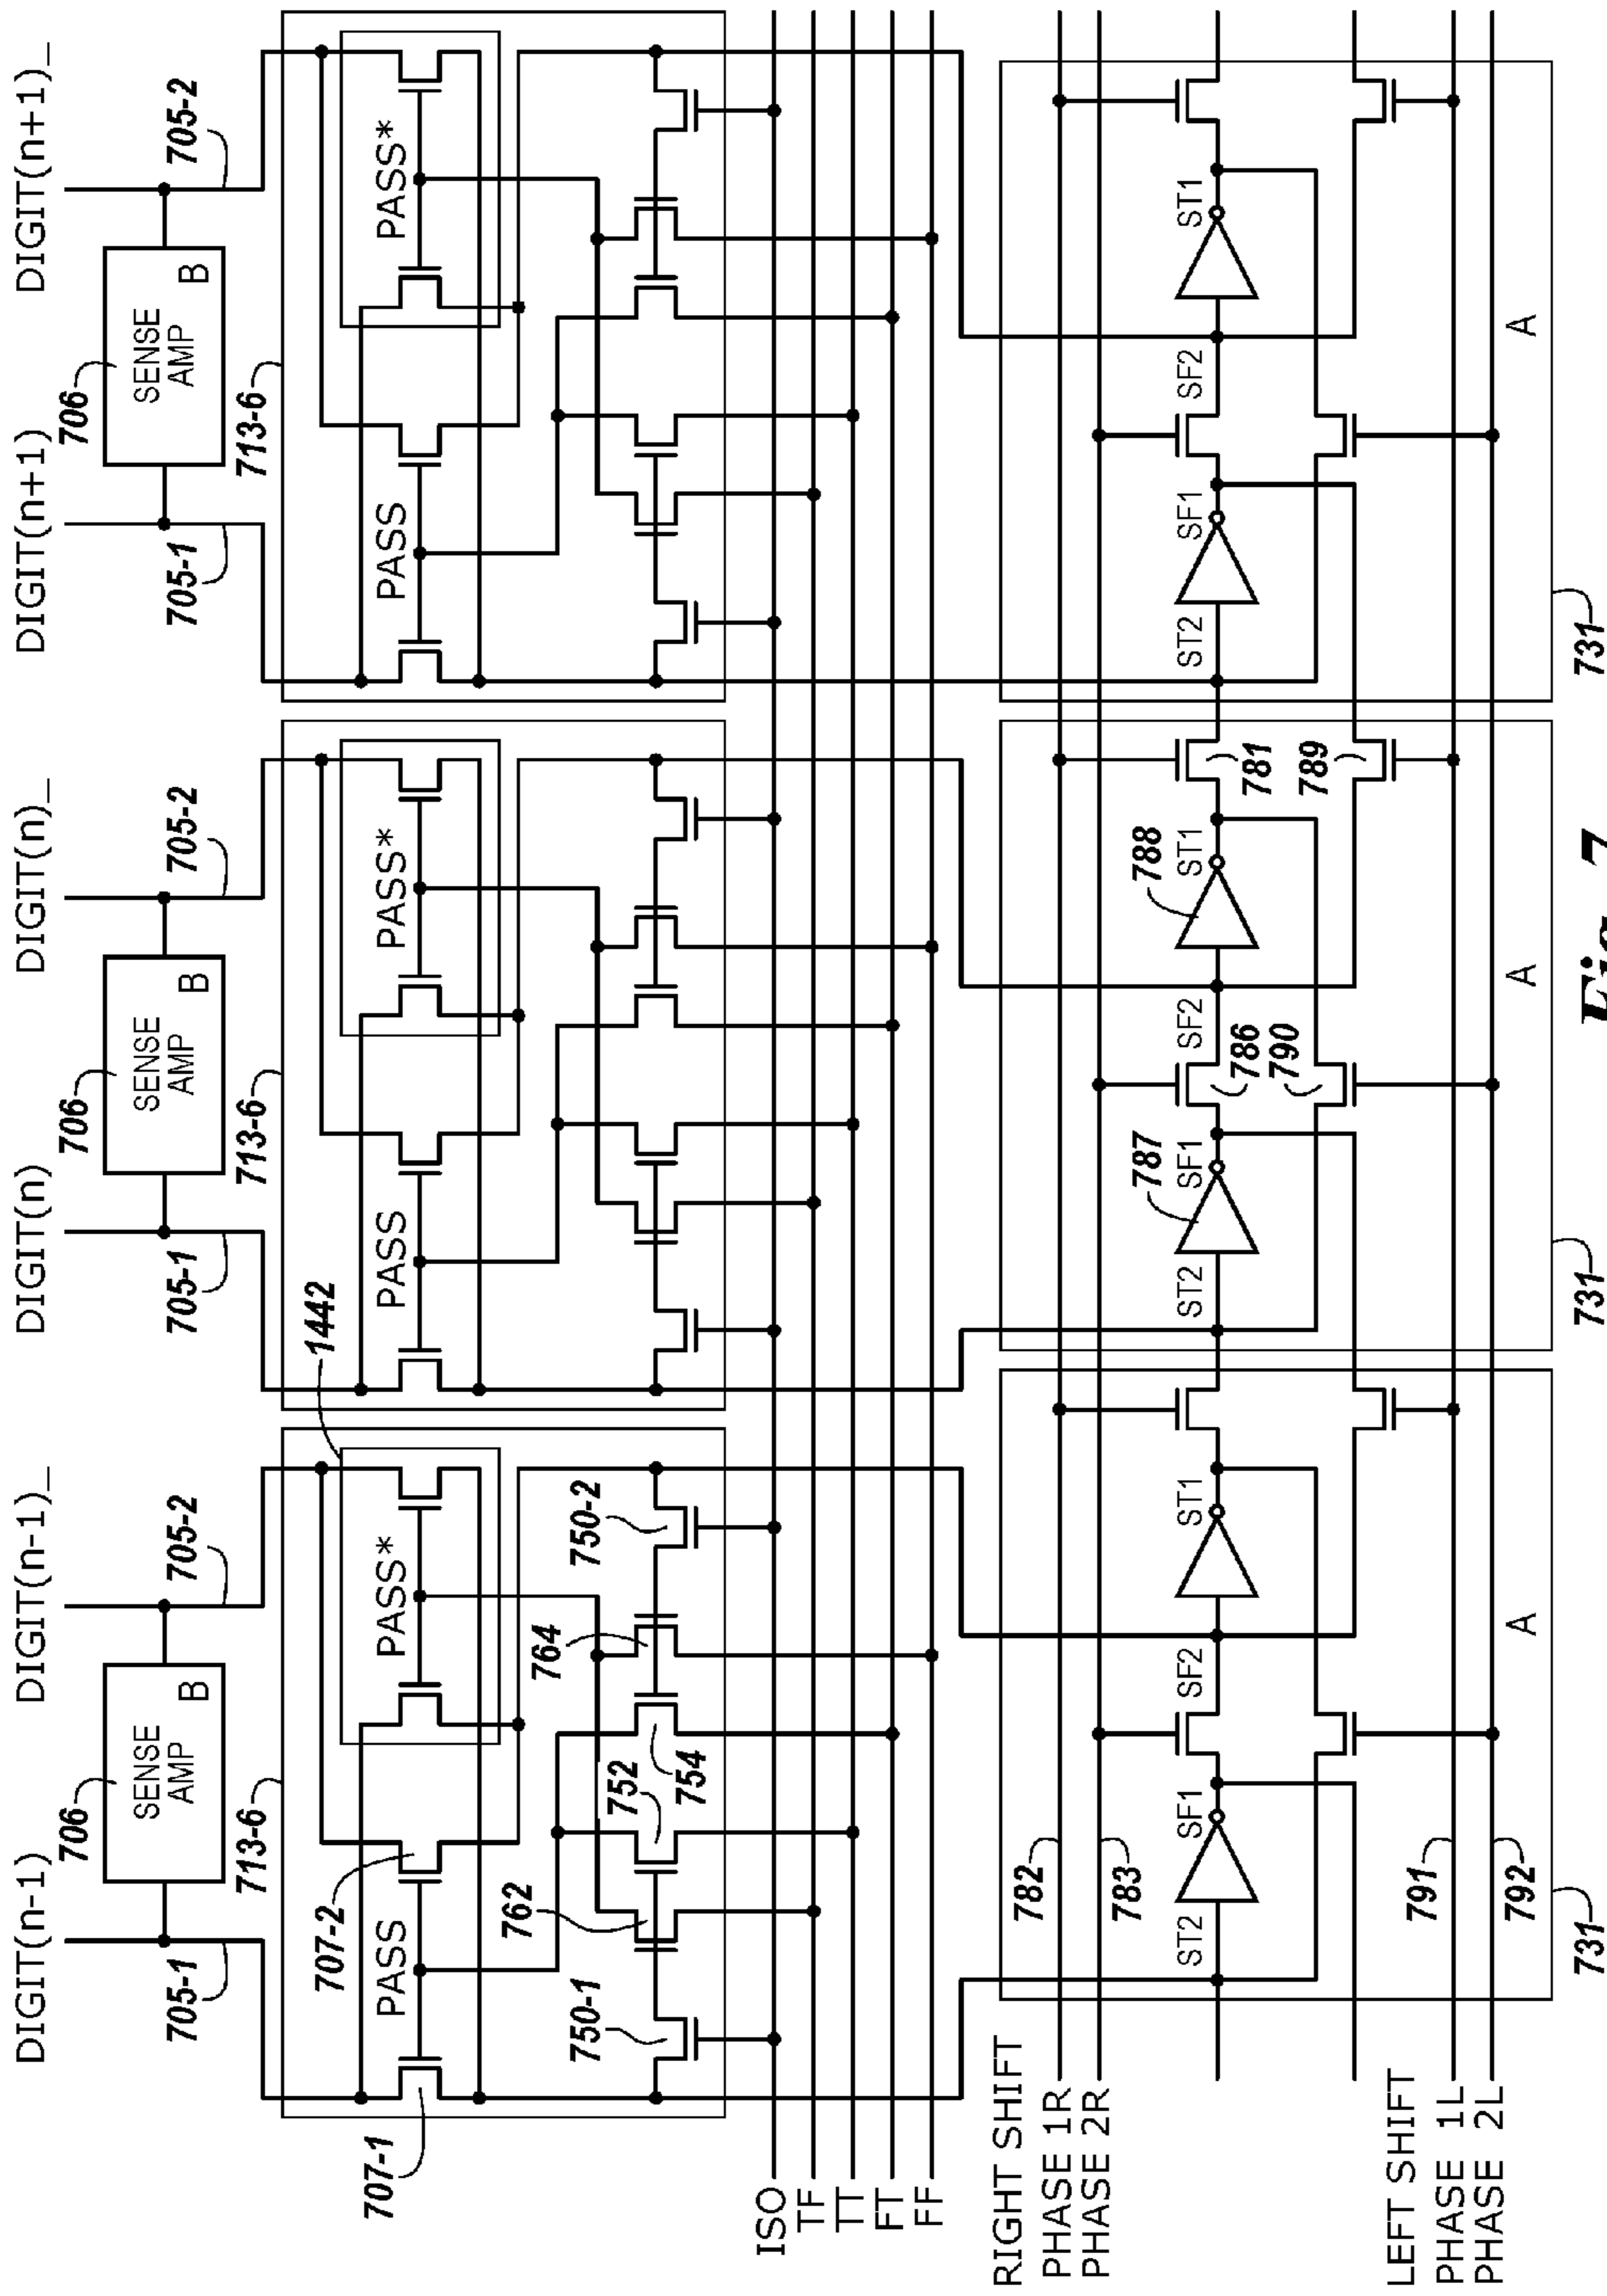 DIGIT(n-1)
DIGIT(n-1)_
DIGIT(n)
DIGIT(n)_
DIGIT(n+1)
DIGIT(n+1)_
706
SENSE
AMP
B
705-1
705-2
706
SENSE
AMP
B
705-1
705-2
706
SENSE
AMP
B
705-1
705-2
713-6
1442
713-6
713-6
707-1
PASS
707-2
PASS*
PASS
PASS*
PASS
PASS*
750-1
762
752
754
764
750-2
ISO
TF
TT
FT
FF
RIGHT SHIFT
PHASE 1R
PHASE 2R
782
783
ST2
SF1
SF2
ST1
ST2
787
SF1
786
790
SF2
788
ST1
781
789
ST2
SF1
SF2
ST1
LEFT SHIFT
PHASE 1L
PHASE 2L
791
792
A
A
A
731
731
731
Fig. 7